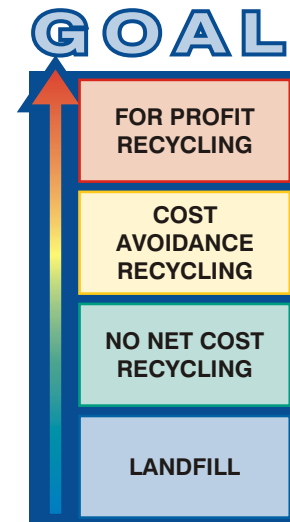 GOAL
FOR PROFIT
RECYCLING
COST
AVOIDANCE
RECYCLING
NO NET COST
RECYCLING
LANDFILL